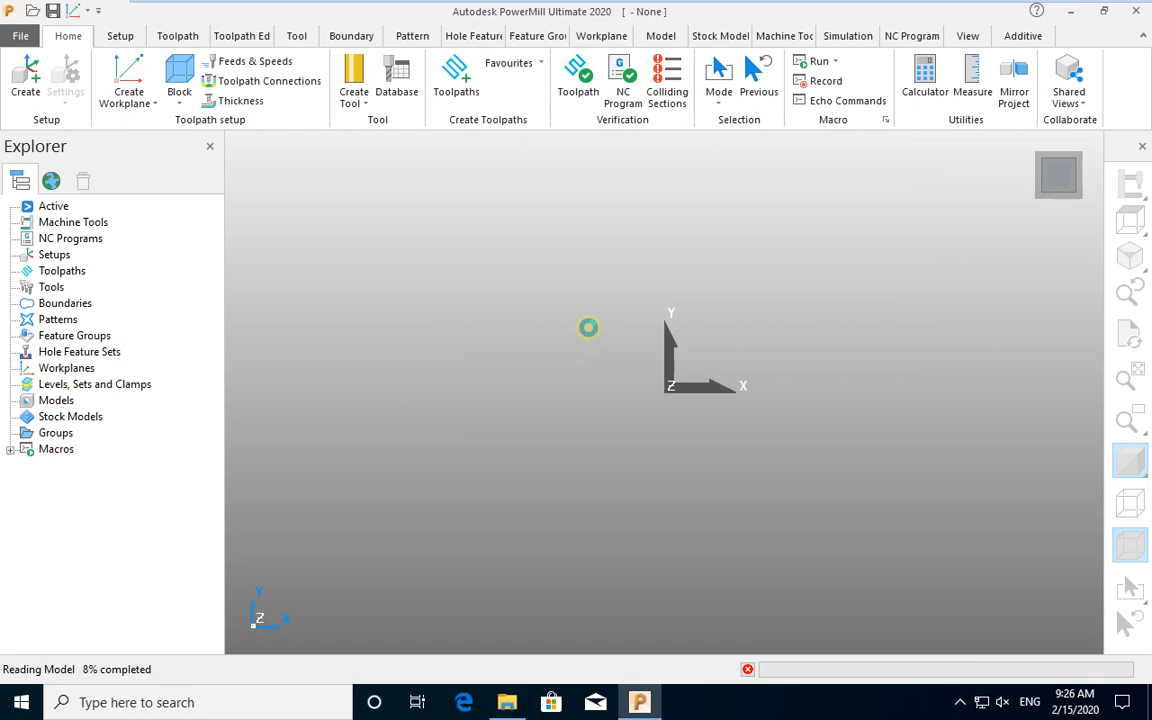 Autodesk PowerMill Ultimate 2020 [ - None ]
File Home Setup Toolpath Toolpath Ed Tool Boundary Pattern Hole Feature Feature Grou Workplane Model Stock Model Machine Too Simulation NC Program View Additive
Create
Settings
Setup
Create Workplane
Block
Feeds & Speeds
Toolpath Connections
Thickness
Toolpath setup
Create Tool
Database
Tool
Toolpaths
Favourites
Create Toolpaths
Toolpath
NC Program
Colliding Sections
Verification
Mode
Previous
Selection
Run
Record
Echo Commands
Macro
Calculator
Measure
Mirror Project
Utilities
Shared Views
Collaborate
Explorer
Active
Machine Tools
NC Programs
Setups
Toolpaths
Tools
Boundaries
Patterns
Feature Groups
Hole Feature Sets
Workplanes
Levels, Sets and Clamps
Models
Stock Models
Groups
Macros
Y
Z X
Y
Z X
Reading Model 8% completed
Type here to search
ENG
9:26 AM
2/15/2020